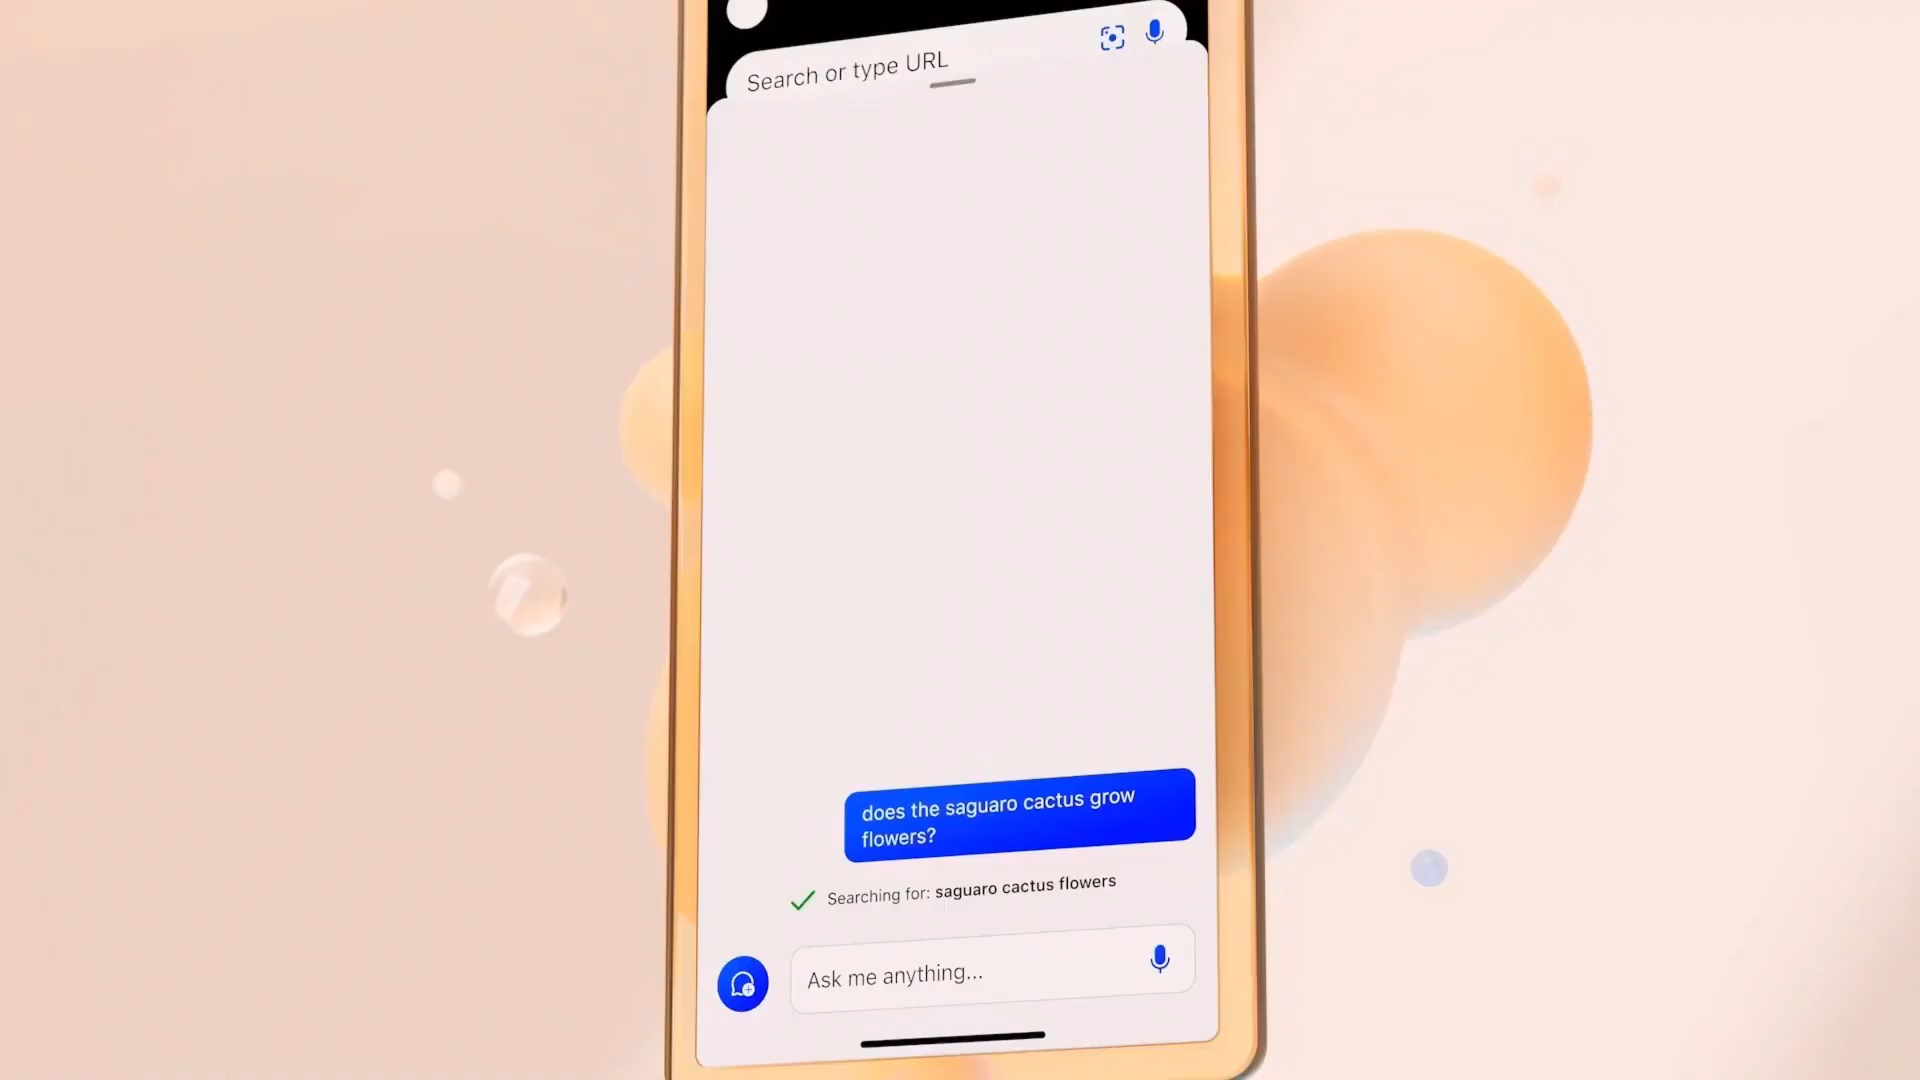 Search or type URL
does the saguaro cactus grow
flowers?
Searching for: saguaro cactus flowers
Ask me anything...